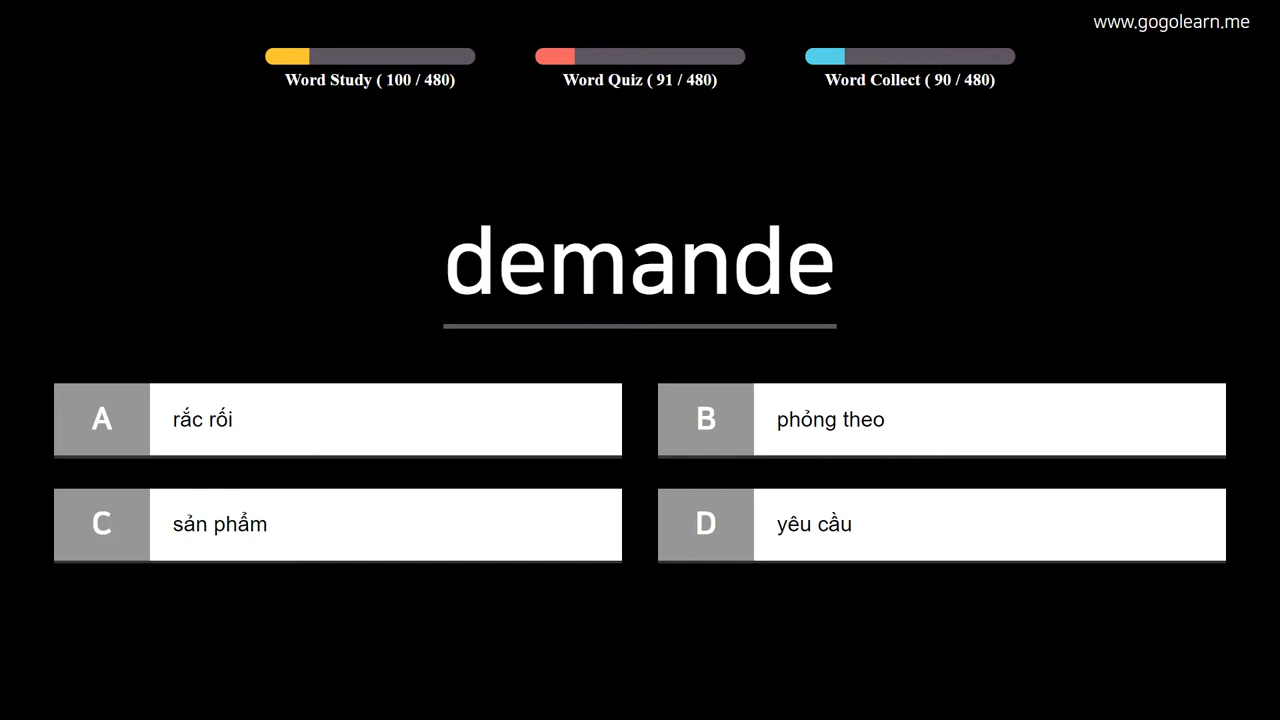 www.gogolearn.me
Word Study ( 100 / 480)
Word Quiz ( 91 / 480)
Word Collect ( 90 / 480)
demande
A rắc rối
B phỏng theo
C sản phẩm
D yêu cầu